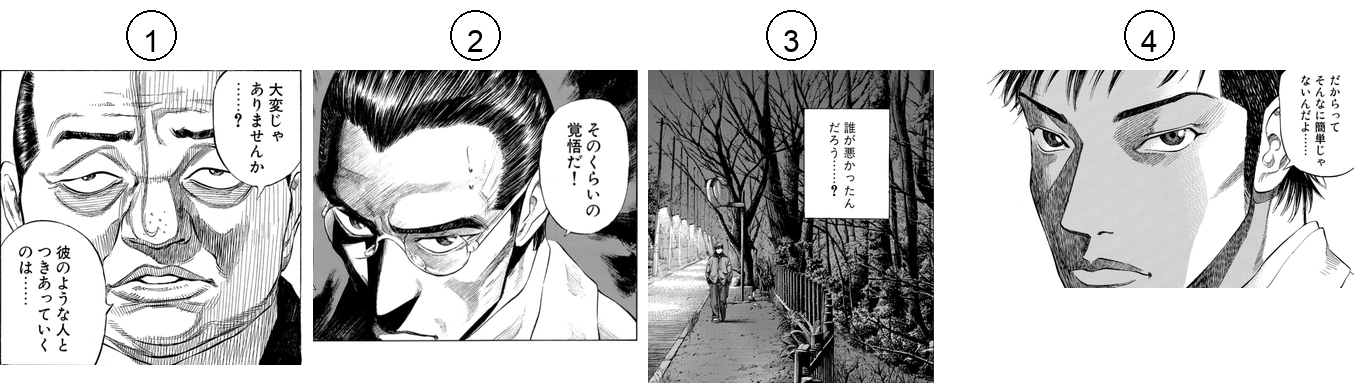 1
大変じゃ
ありませんか
………?
彼のような人と
つきあっていく
のは……
2
そのくらいの
覚悟だ!
3
誰が悪かったん
だろう……?
4
だからって
そんなに簡単じゃ
ないんだよ……